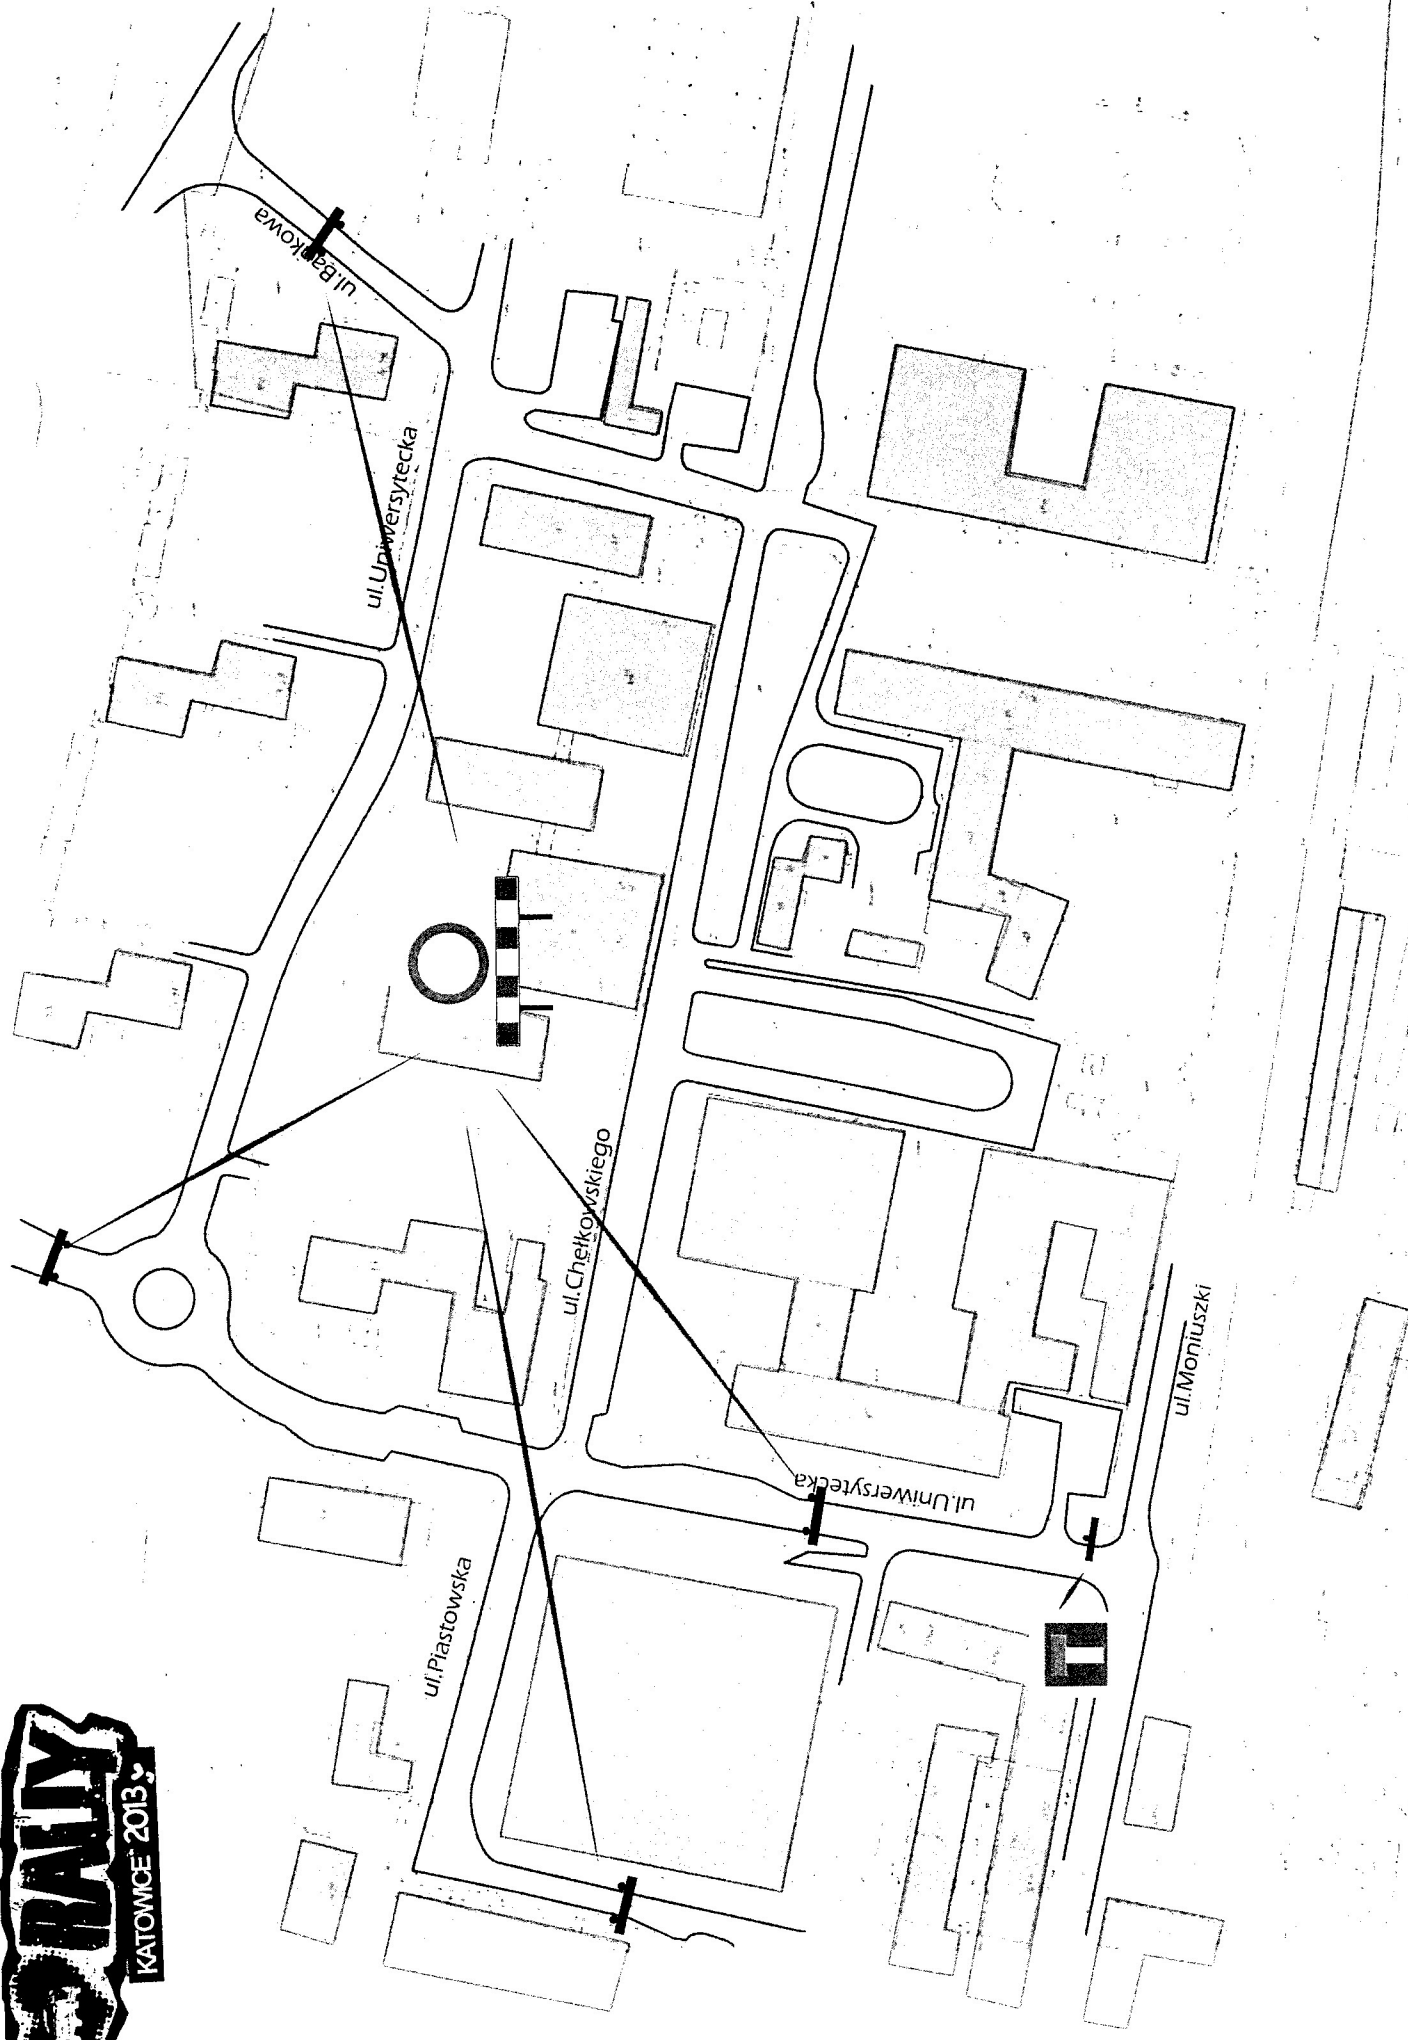 ul.Bankowa
ul.Uniwersytecka
ul.Chełkowskiego
ul.Moniuszki
ul.Uniwersytecka
ul.Piastowska
RALLY
KATOWICE 2013